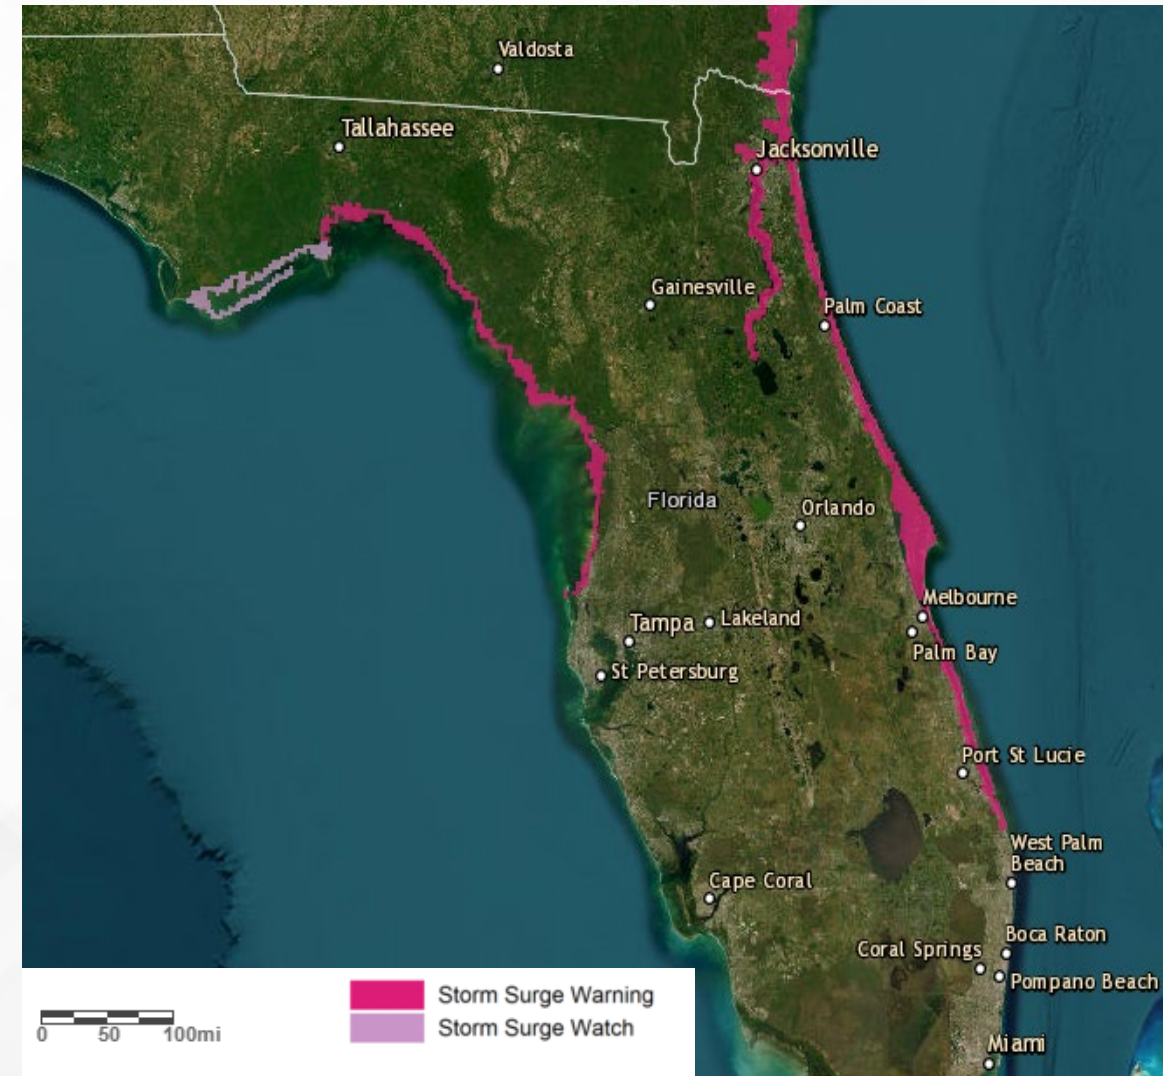 Valdosta
Tallahassee
Jacksonville
Gainesville
Palm Coast
Florida
Orlando
Melbourne
Tampa
Lakeland
Palm Bay
St Petersburg
Port St Lucie
West Palm
Beach
Cape Coral
Boca Raton
Coral Springs
Pompano Beach
Miami
0 50 100mi
Storm Surge Warning
Storm Surge Watch